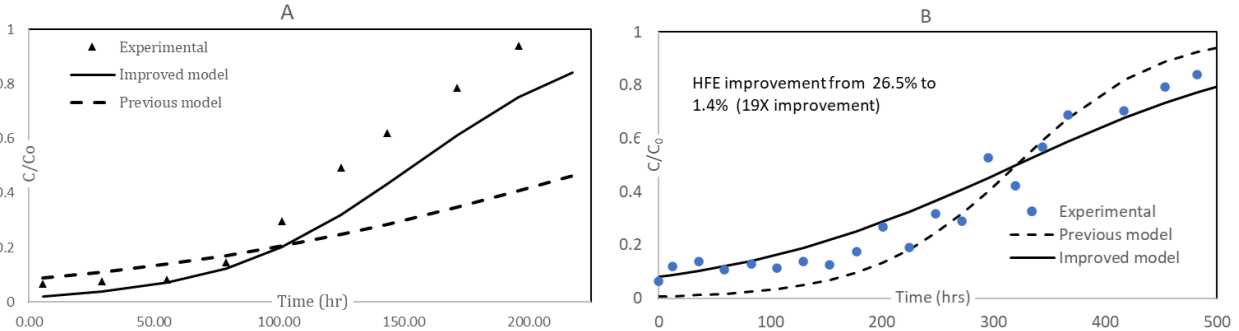 A
1
0.8
0.6
0.4
0.2
0
C/Co
Experimental
Improved model
Previous model
Time (hr)
0.00 50.00 100.00 150.00 200.00
B
1
0.8
0.6
0.4
0.2
0
C/C₀
HFE improvement from 26.5% to
1.4% (19X improvement)
Experimental
Previous model
Improved model
Time (hrs)
0 100 200 300 400 500